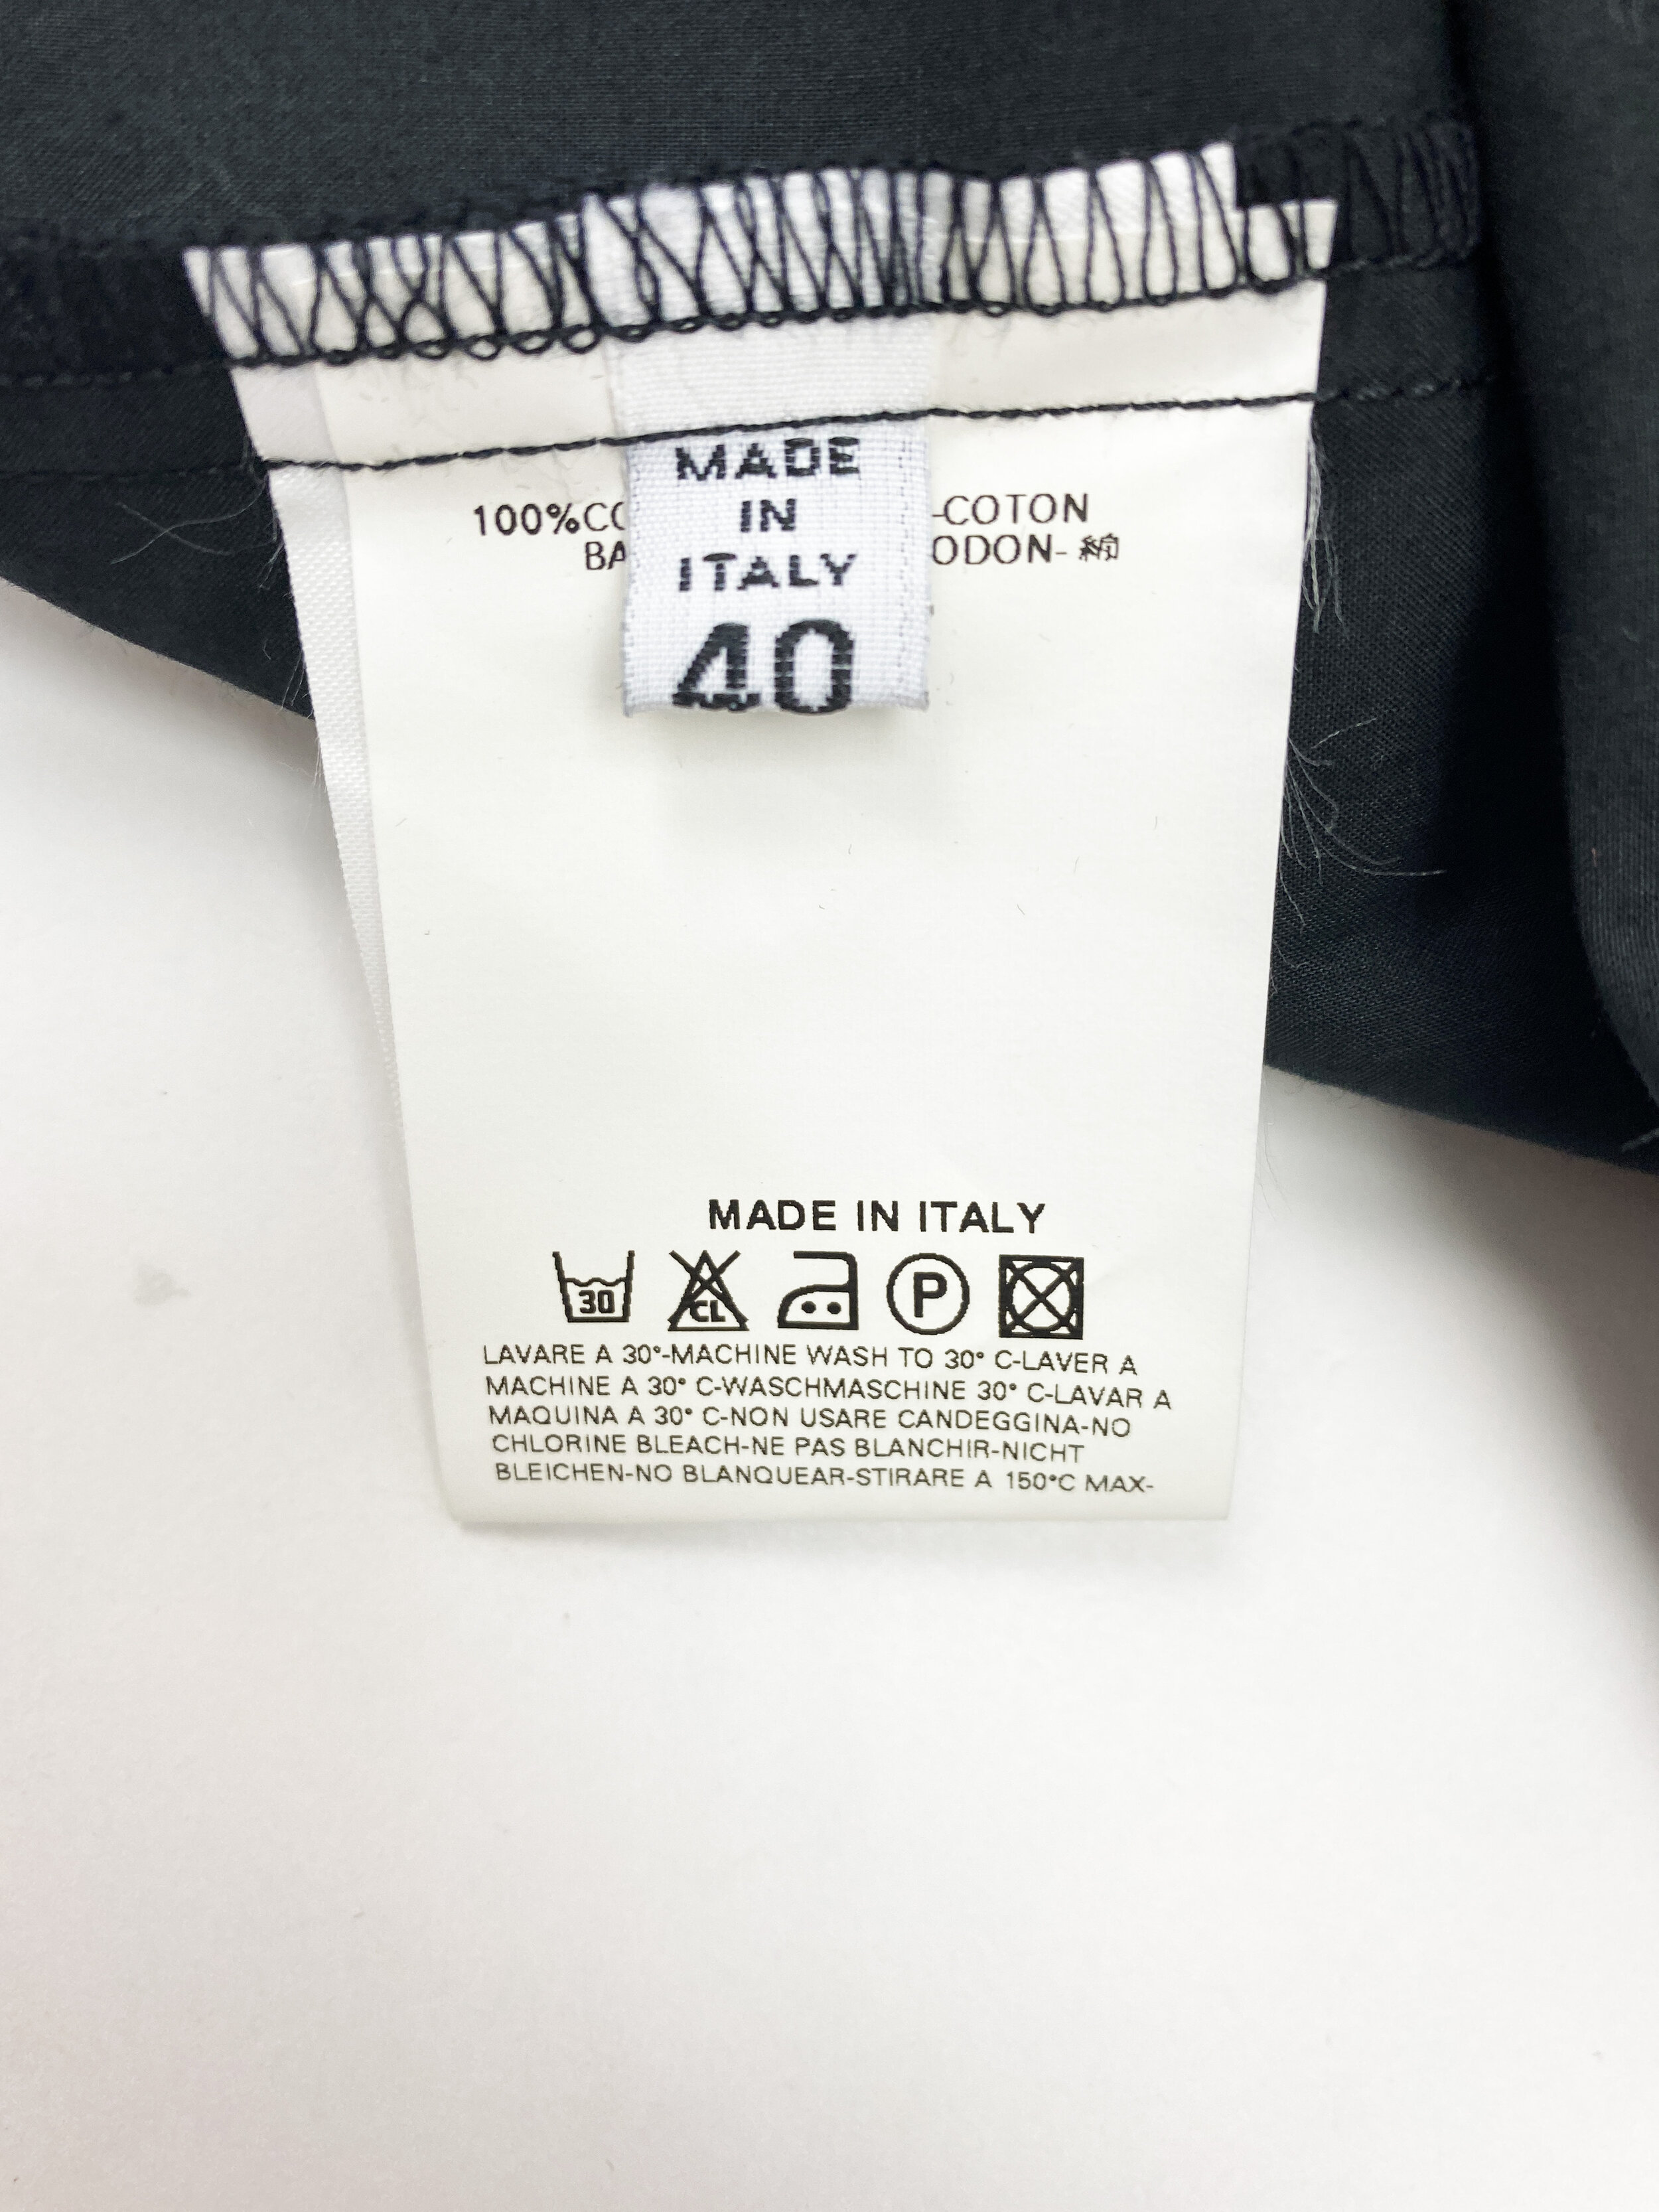 MADE
IN
ITALY
40
100%CO -COTON
BA ODON- 綿
MADE IN ITALY
30 CL P
LAVARE A 30°-MACHINE WASH TO 30° C-LAVER A
MACHINE A 30° C-WASCHMASCHINE 30° C-LAVAR A
MAQUINA A 30° C-NON USARE CANDEGGINA-NO
CHLORINE BLEACH-NE PAS BLANCHIR-NICHT
BLEICHEN-NO BLANQUEAR-STIRARE A 150°C MAX-